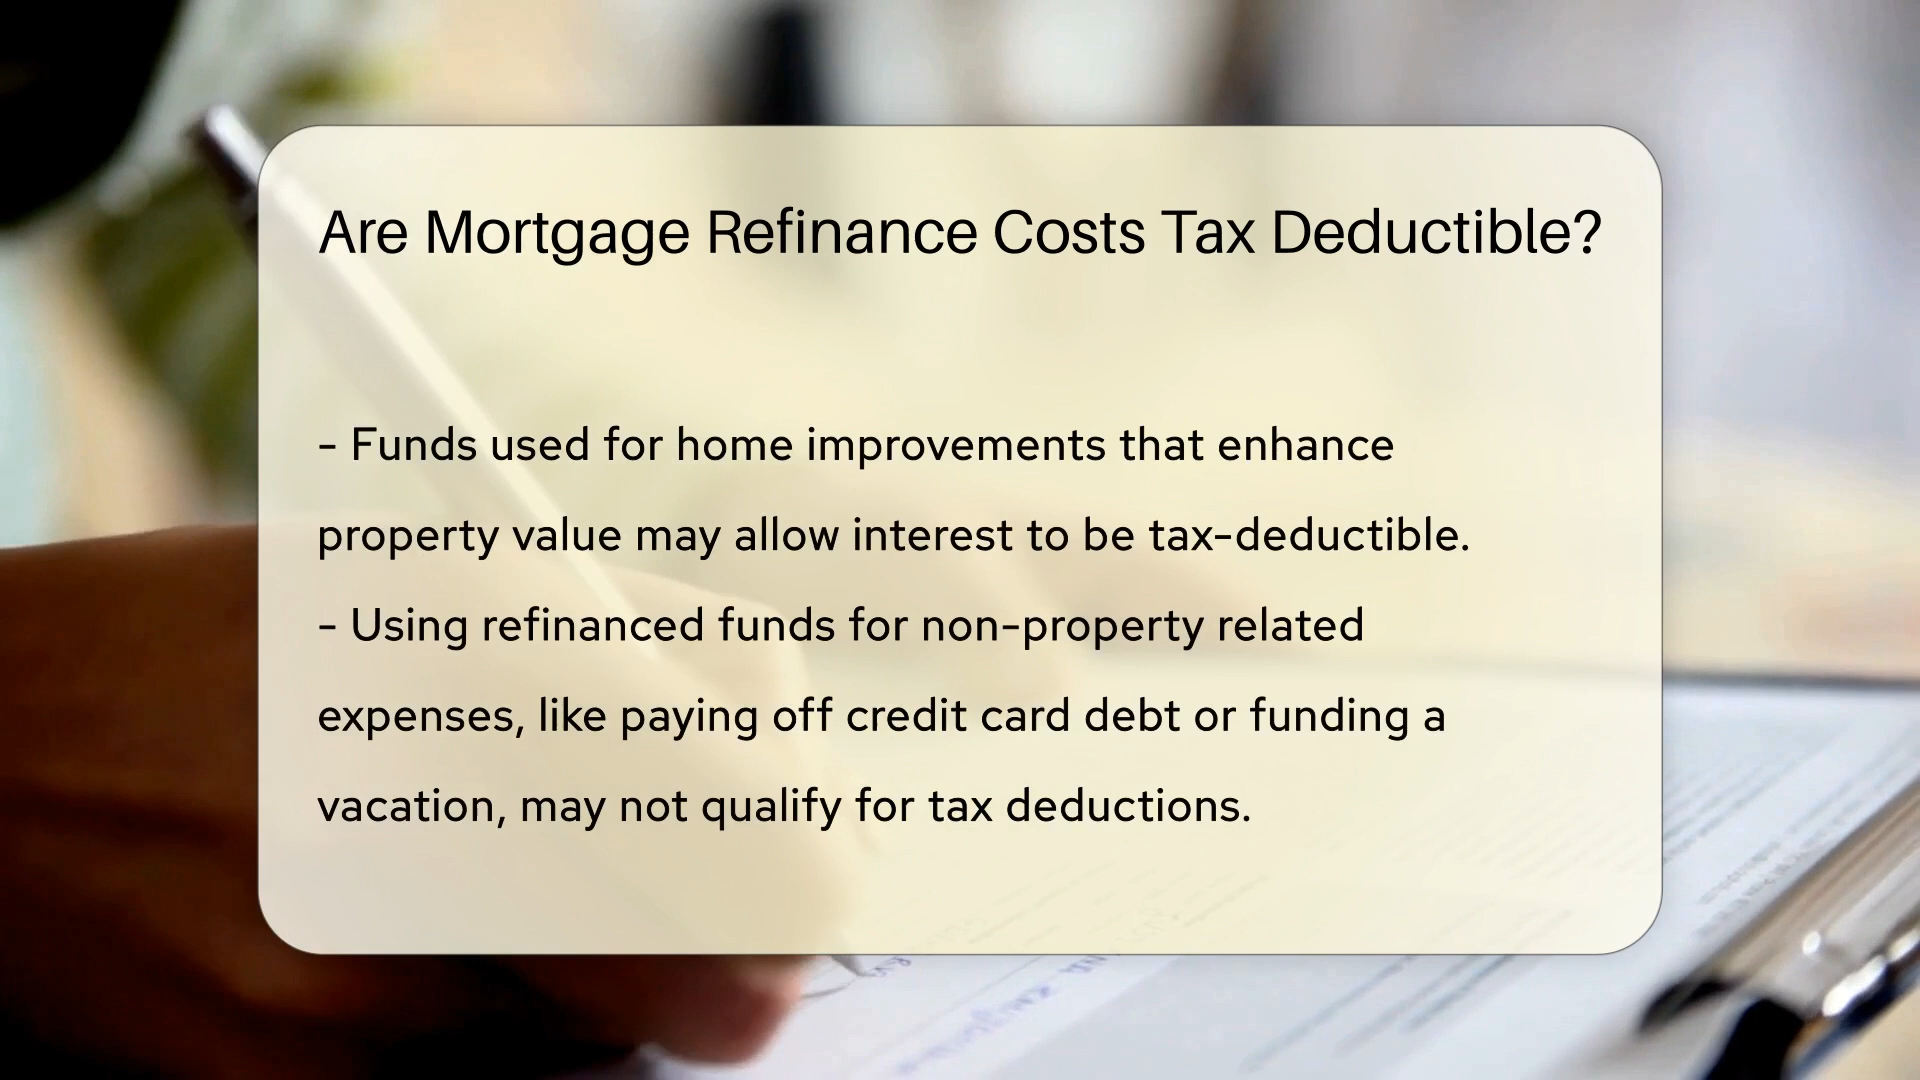 Are Mortgage Refinance Costs Tax Deductible?
- Funds used for home improvements that enhance
property value may allow interest to be tax-deductible.
- Using refinanced funds for non-property related
expenses, like paying off credit card debt or funding a
vacation, may not qualify for tax deductions.